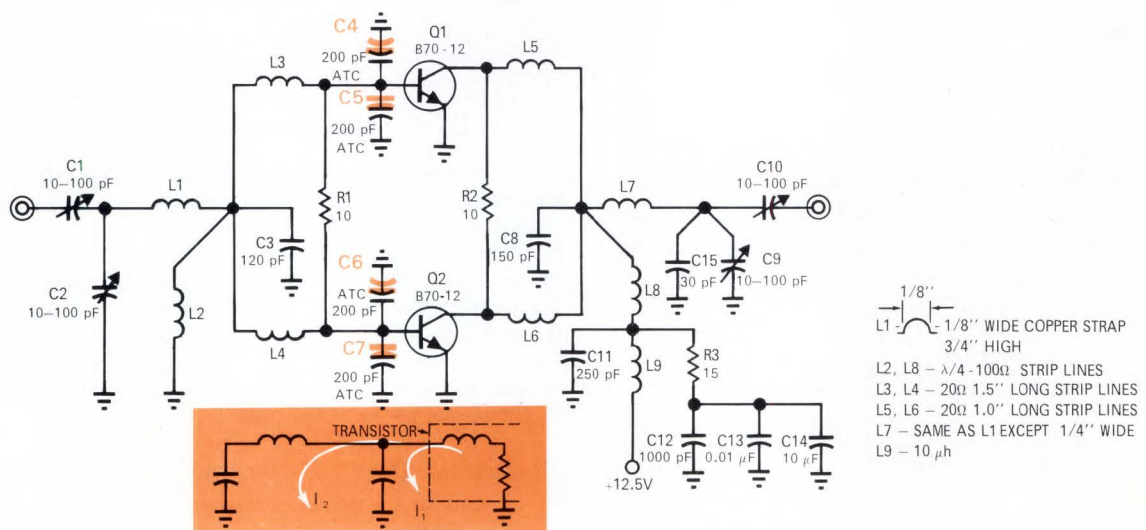 C4
200 pF
ATC
Q1
B70-12
L5
L3
C5
200 pF
ATC
C1
10–100 pF
L1
R1
10
R2
10
L7
C10
10–100 pF
C3
120 pF
C8
150 pF
C15
30 pF
C9
10–100 pF
C2
10–100 pF
L2
C6
ATC
200 pF
Q2
B70-12
L4
L6
L8
C7
200 pF
ATC
C11
250 pF
L9
R3
15
C12
1000 pF
C13
0.01 µF
C14
10 µF
+12.5V
TRANSISTOR
I2
I1
1/8''
L1 - - 1/8'' WIDE COPPER STRAP
3/4'' HIGH
L2, L8 – λ/4 -100Ω STRIP LINES
L3, L4 – 20Ω 1.5'' LONG STRIP LINES
L5, L6 – 20Ω 1.0'' LONG STRIP LINES
L7 – SAME AS L1 EXCEPT 1/4'' WIDE
L9 – 10 µh